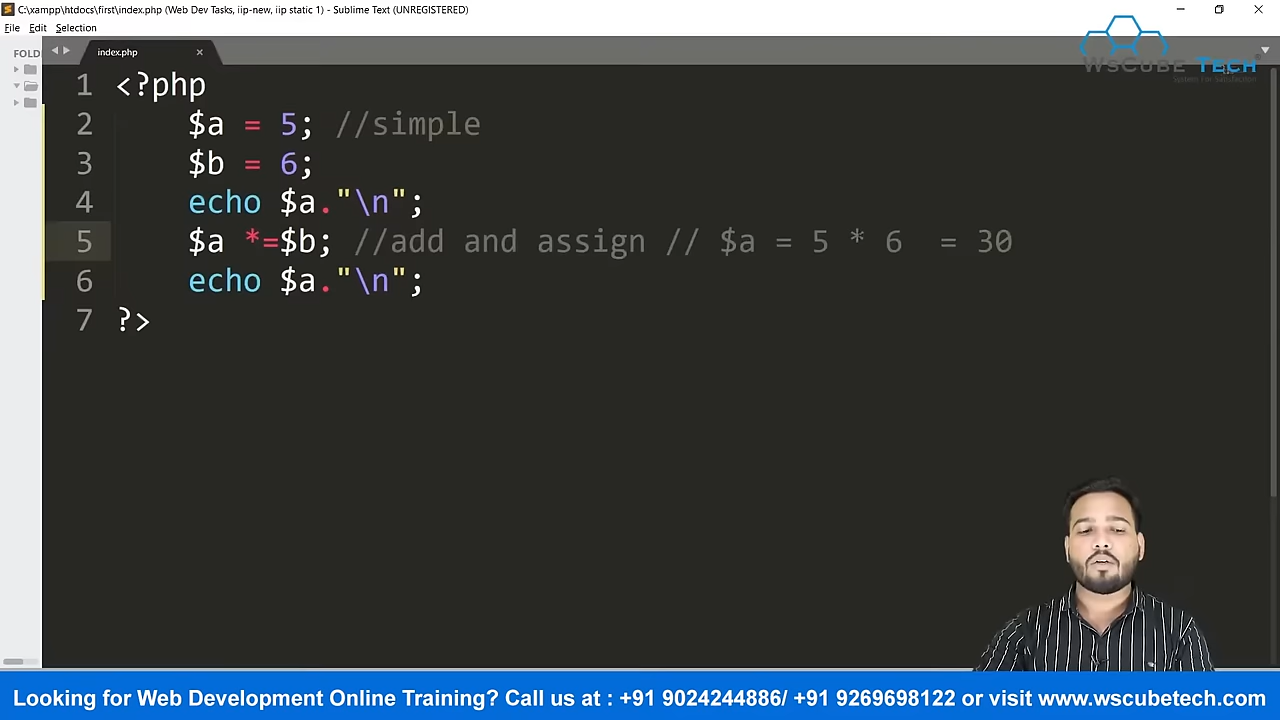 C:\xampp\htdocs\first\index.php (Web Dev Tasks, iip-new, iip static 1) - Sublime Text (UNREGISTERED)
File Edit Selection
FOLD
index.php
WsCube Tech
System For Satisfaction
1 <?php
2 $a = 5; //simple
3 $b = 6;
4 echo $a."\n";
5 $a *=$b; //add and assign // $a = 5 * 6  = 30
6 echo $a."\n";
7 ?>
Looking for Web Development Online Training? Call us at : +91 9024244886/ +91 9269698122 or visit www.wscubetech.com